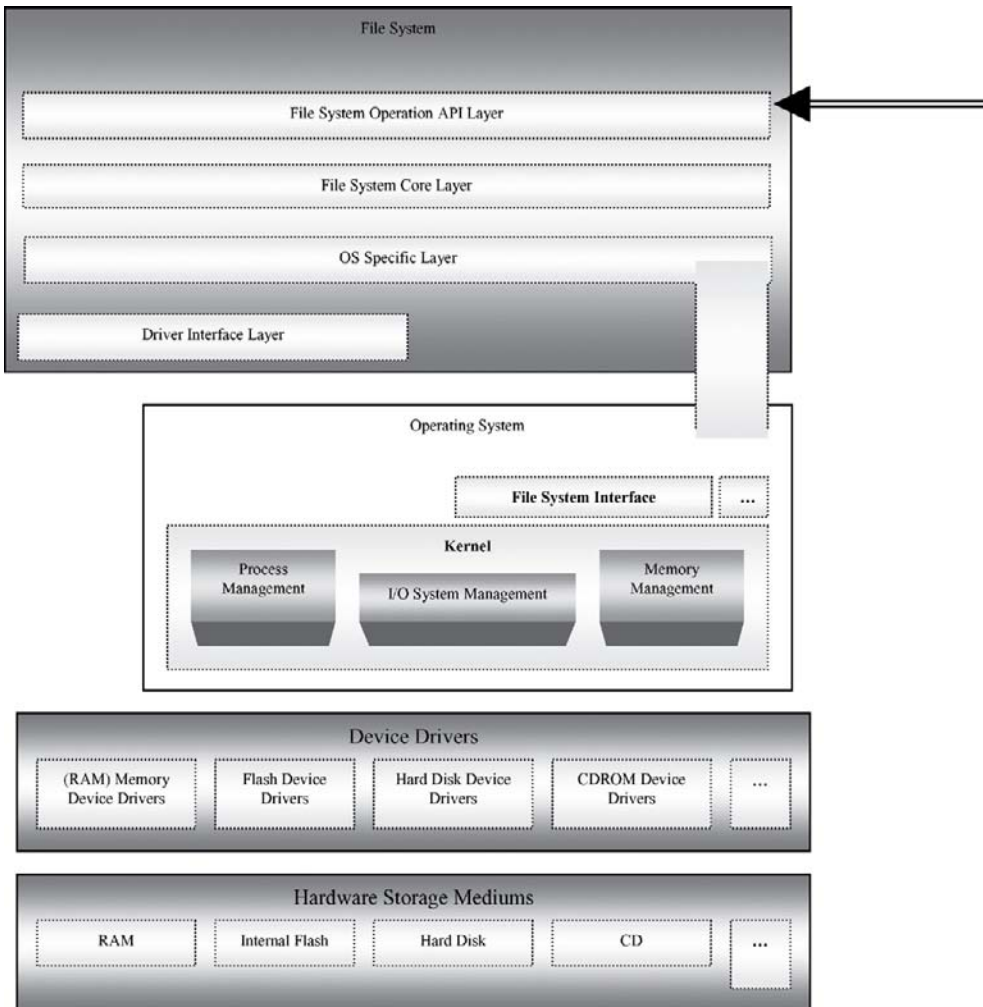 File System
File System Operation API Layer
File System Core Layer
OS Specific Layer
Driver Interface Layer
Operating System
File System Interface
...
Kernel
Process
Management
I/O System Management
Memory
Management
Device Drivers
(RAM) Memory
Device Drivers
Flash Device
Drivers
Hard Disk Device
Drivers
CDROM Device
Drivers
...
Hardware Storage Mediums
RAM
Internal Flash
Hard Disk
CD
...